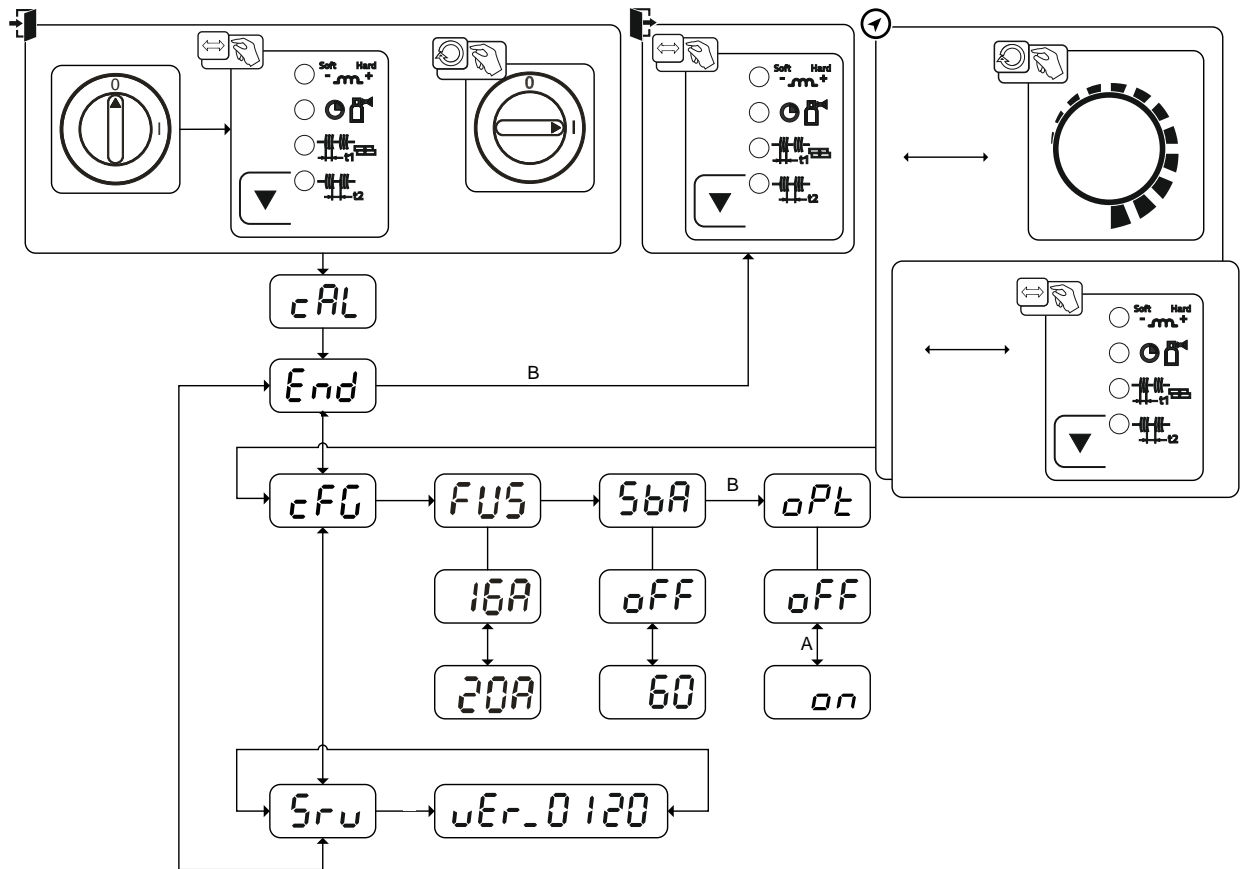 0
I
Soft Hard
- +
t1
t2
0
I
Soft Hard
- +
t1
t2
Soft Hard
- +
t1
t2
cAL
End
B
cFG
FUS
SbA
B
oPt
16A
oFF
oFF
A
20A
60
on
Srv
vEr_0120